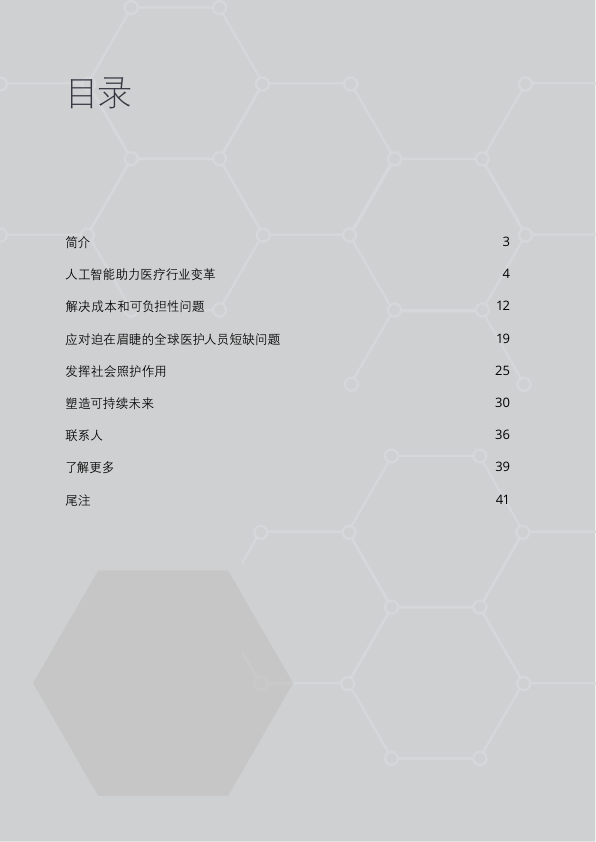 目录
简介 3
人工智能助力医疗行业变革 4
解决成本和可负担性问题 12
应对迫在眉睫的全球医护人员短缺问题 19
发挥社会照护作用 25
塑造可持续未来 30
联系人 36
了解更多 39
尾注 41